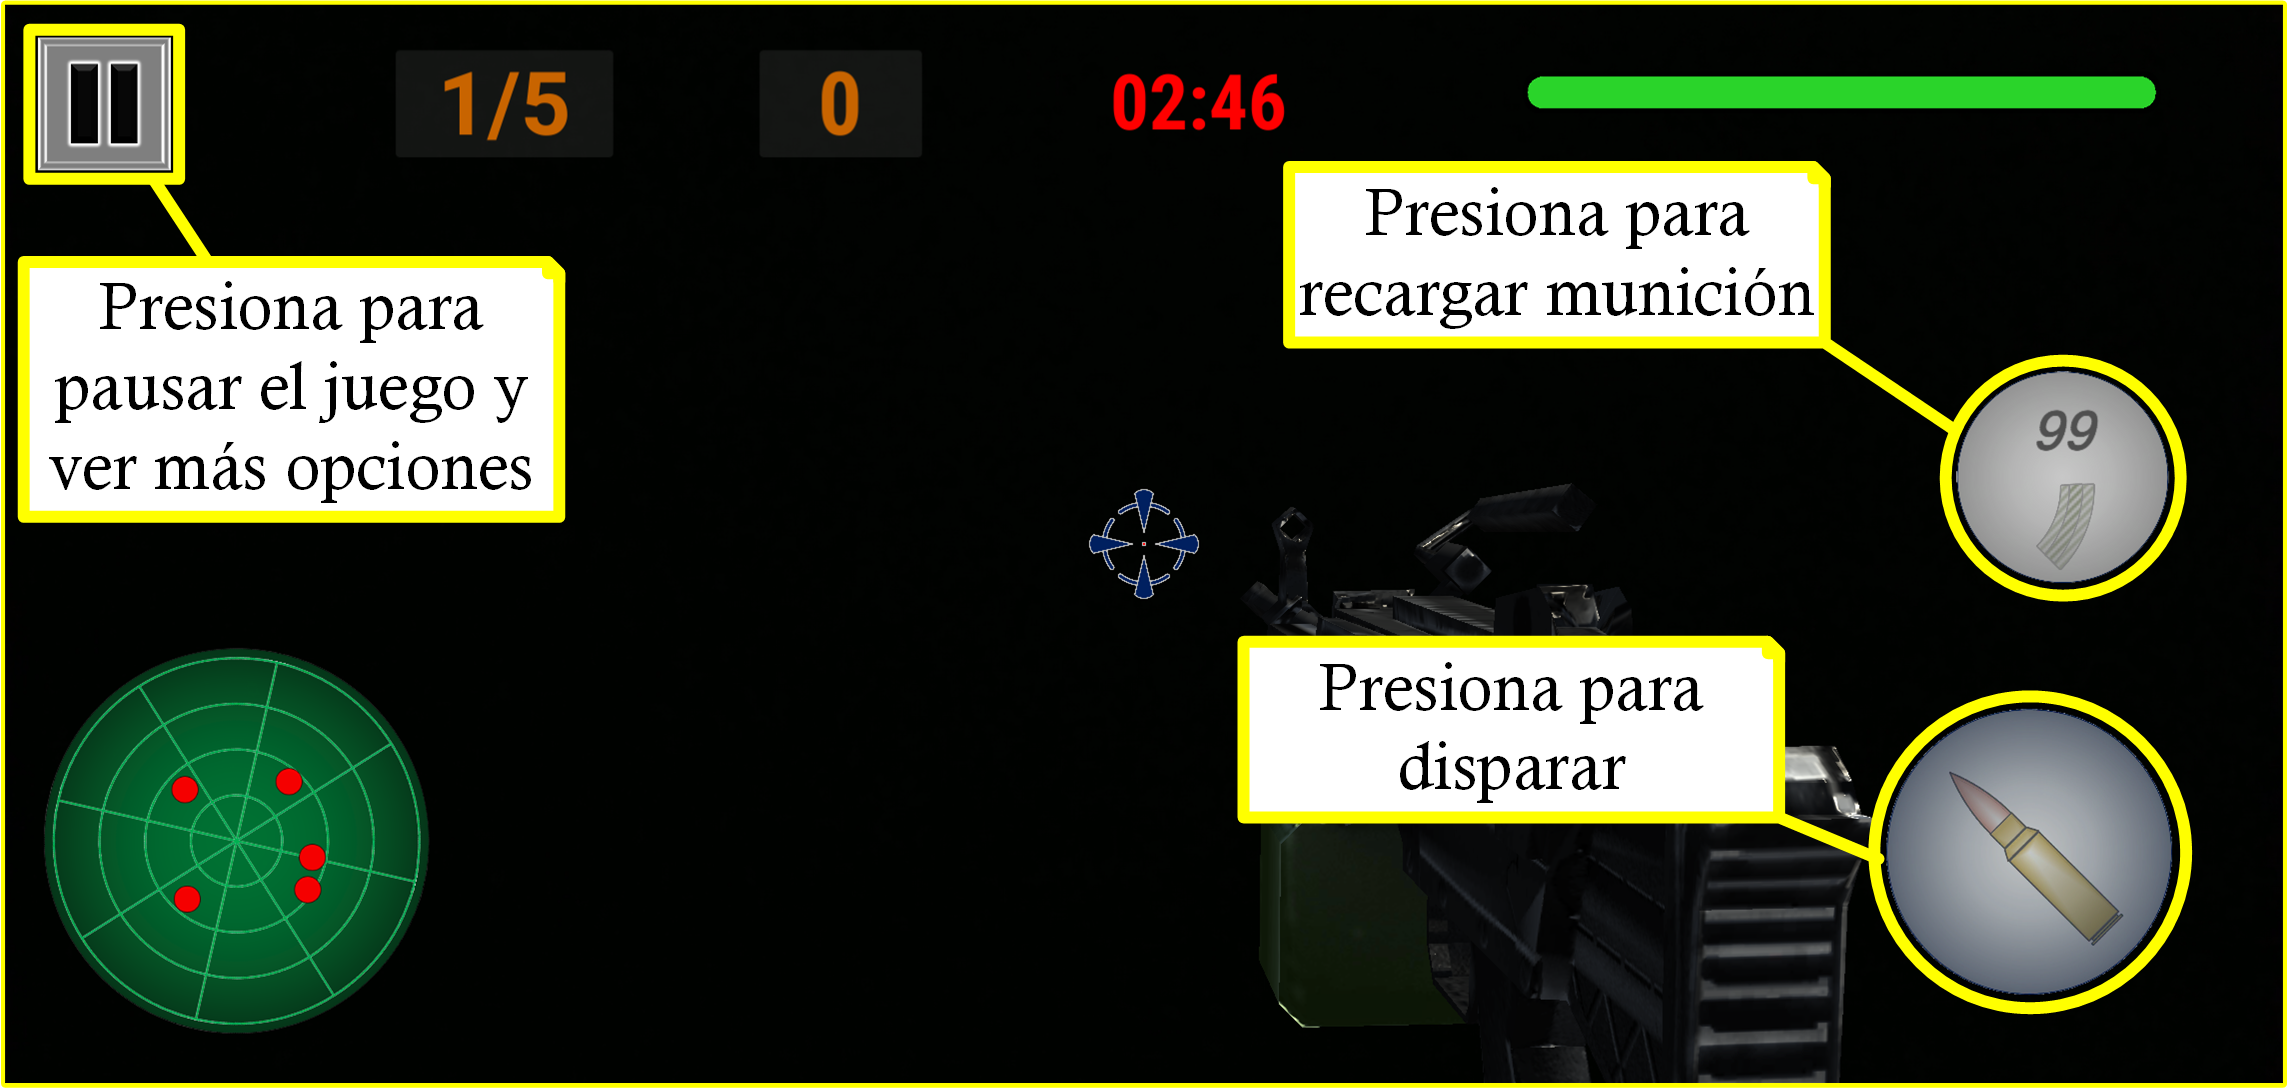 1/5
0
02:46
Presiona para
recargar munición
Presiona para
pausar el juego y
ver más opciones
99
Presiona para
disparar